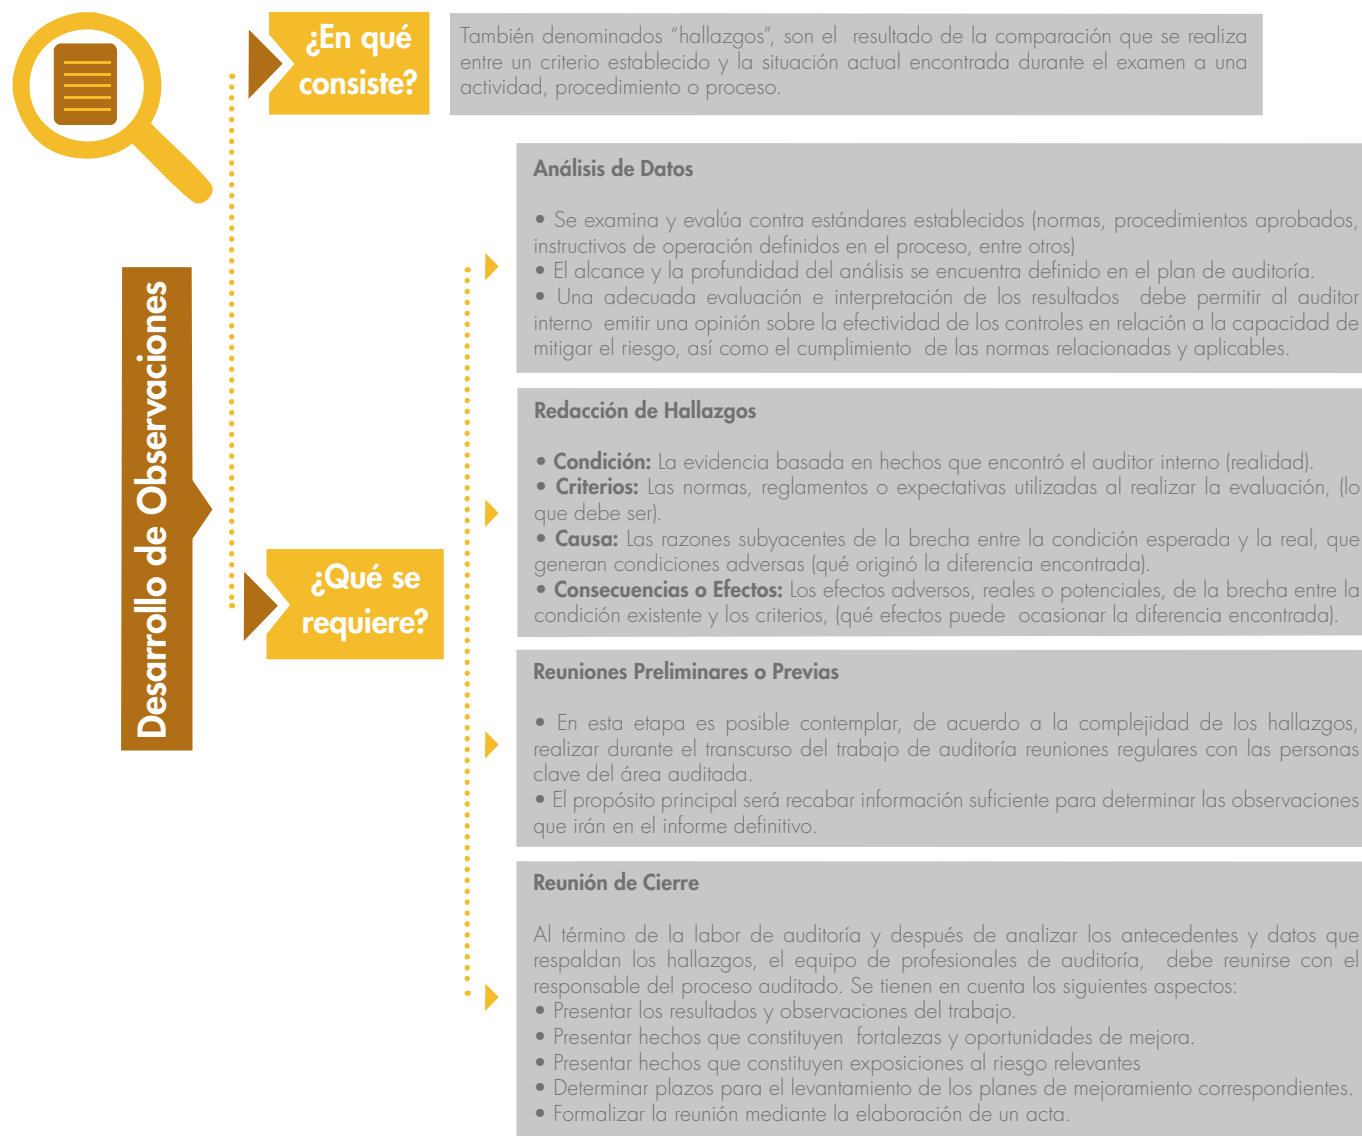 ¿En qué
consiste?
También denominados “hallazgos”, son el resultado de la comparación que se realiza
entre un criterio establecido y la situación actual encontrada durante el examen a una
actividad, procedimiento o proceso.
Desarrollo de Observaciones
¿Qué se
requiere?
Análisis de Datos
• Se examina y evalúa contra estándares establecidos (normas, procedimientos aprobados,
instructivos de operación definidos en el proceso, entre otros)
• El alcance y la profundidad del análisis se encuentra definido en el plan de auditoría.
• Una adecuada evaluación e interpretación de los resultados debe permitir al auditor
interno emitir una opinión sobre la efectividad de los controles en relación a la capacidad de
mitigar el riesgo, así como el cumplimiento de las normas relacionadas y aplicables.
Redacción de Hallazgos
• Condición: La evidencia basada en hechos que encontró el auditor interno (realidad).
• Criterios: Las normas, reglamentos o expectativas utilizadas al realizar la evaluación, (lo
que debe ser).
• Causa: Las razones subyacentes de la brecha entre la condición esperada y la real, que
generan condiciones adversas (qué originó la diferencia encontrada).
• Consecuencias o Efectos: Los efectos adversos, reales o potenciales, de la brecha entre la
condición existente y los criterios, (qué efectos puede ocasionar la diferencia encontrada).
Reuniones Preliminares o Previas
• En esta etapa es posible contemplar, de acuerdo a la complejidad de los hallazgos,
realizar durante el transcurso del trabajo de auditoría reuniones regulares con las personas
clave del área auditada.
• El propósito principal será recabar información suficiente para determinar las observaciones
que irán en el informe definitivo.
Reunión de Cierre
Al término de la labor de auditoría y después de analizar los antecedentes y datos que
respaldan los hallazgos, el equipo de profesionales de auditoría, debe reunirse con el
responsable del proceso auditado. Se tienen en cuenta los siguientes aspectos:
• Presentar los resultados y observaciones del trabajo.
• Presentar hechos que constituyen fortalezas y oportunidades de mejora.
• Presentar hechos que constituyen exposiciones al riesgo relevantes
• Determinar plazos para el levantamiento de los planes de mejoramiento correspondientes.
• Formalizar la reunión mediante la elaboración de un acta.